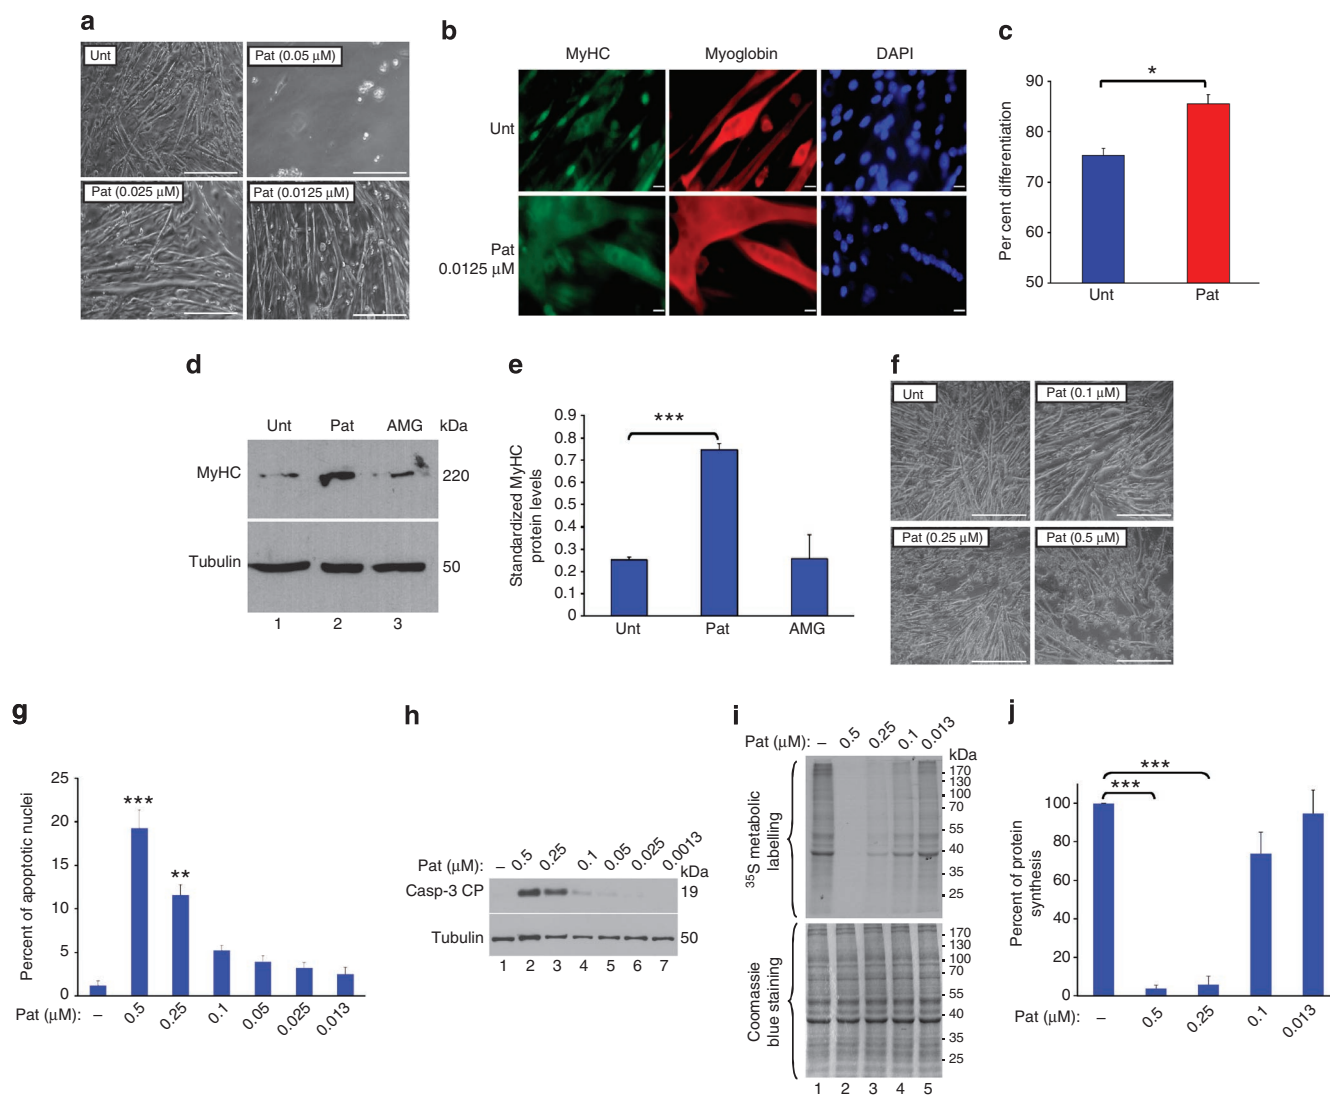 a
Unt
Pat (0.05 µM)
Pat (0.025 µM)
Pat (0.0125 µM)
b
MyHC Myoglobin DAPI
Unt
Pat
0.0125 µM
c
*
90
80
70
60
50
Per cent differentiation
Unt Pat
d
Unt Pat AMG kDa
MyHC 220
Tubulin 50
1 2 3
e
***
0.9
0.8
0.7
0.6
0.5
0.4
0.3
0.2
0.1
0
Standardized MyHC
protein levels
Unt Pat AMG
f
Unt
Pat (0.1 µM)
Pat (0.25 µM)
Pat (0.5 µM)
g
25
20
15
10
5
0
Percent of apoptotic nuclei
***
**
Pat (µM): – 0.5 0.25 0.1 0.05 0.025 0.013
h
Pat (µM): – 0.5 0.25 0.1 0.05 0.025 0.0013
kDa
Casp-3 CP 19
Tubulin 50
1 2 3 4 5 6 7
i
Pat (µM): – 0.5 0.25 0.1 0.013
kDa
35S metabolic
labelling
170
130
100
70
55
40
35
25
Coomassie
blue staining
170
130
100
70
55
40
35
25
1 2 3 4 5
j
***
***
100
80
60
40
20
0
Percent of protein
synthesis
Pat (µM): – 0.5 0.25 0.1 0.013